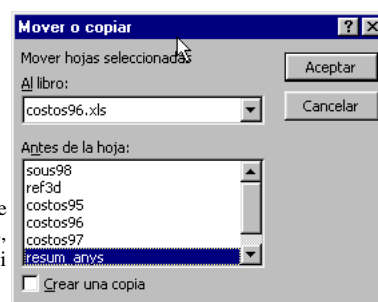 Mover o copiar
Mover hojas seleccionadas
Aceptar
Al libro:
costos96.xls
Cancelar
Antes de la hoja:
sous98
ref3d
costos95
costos96
costos97
resum_anys
Crear una copia
e
,
i